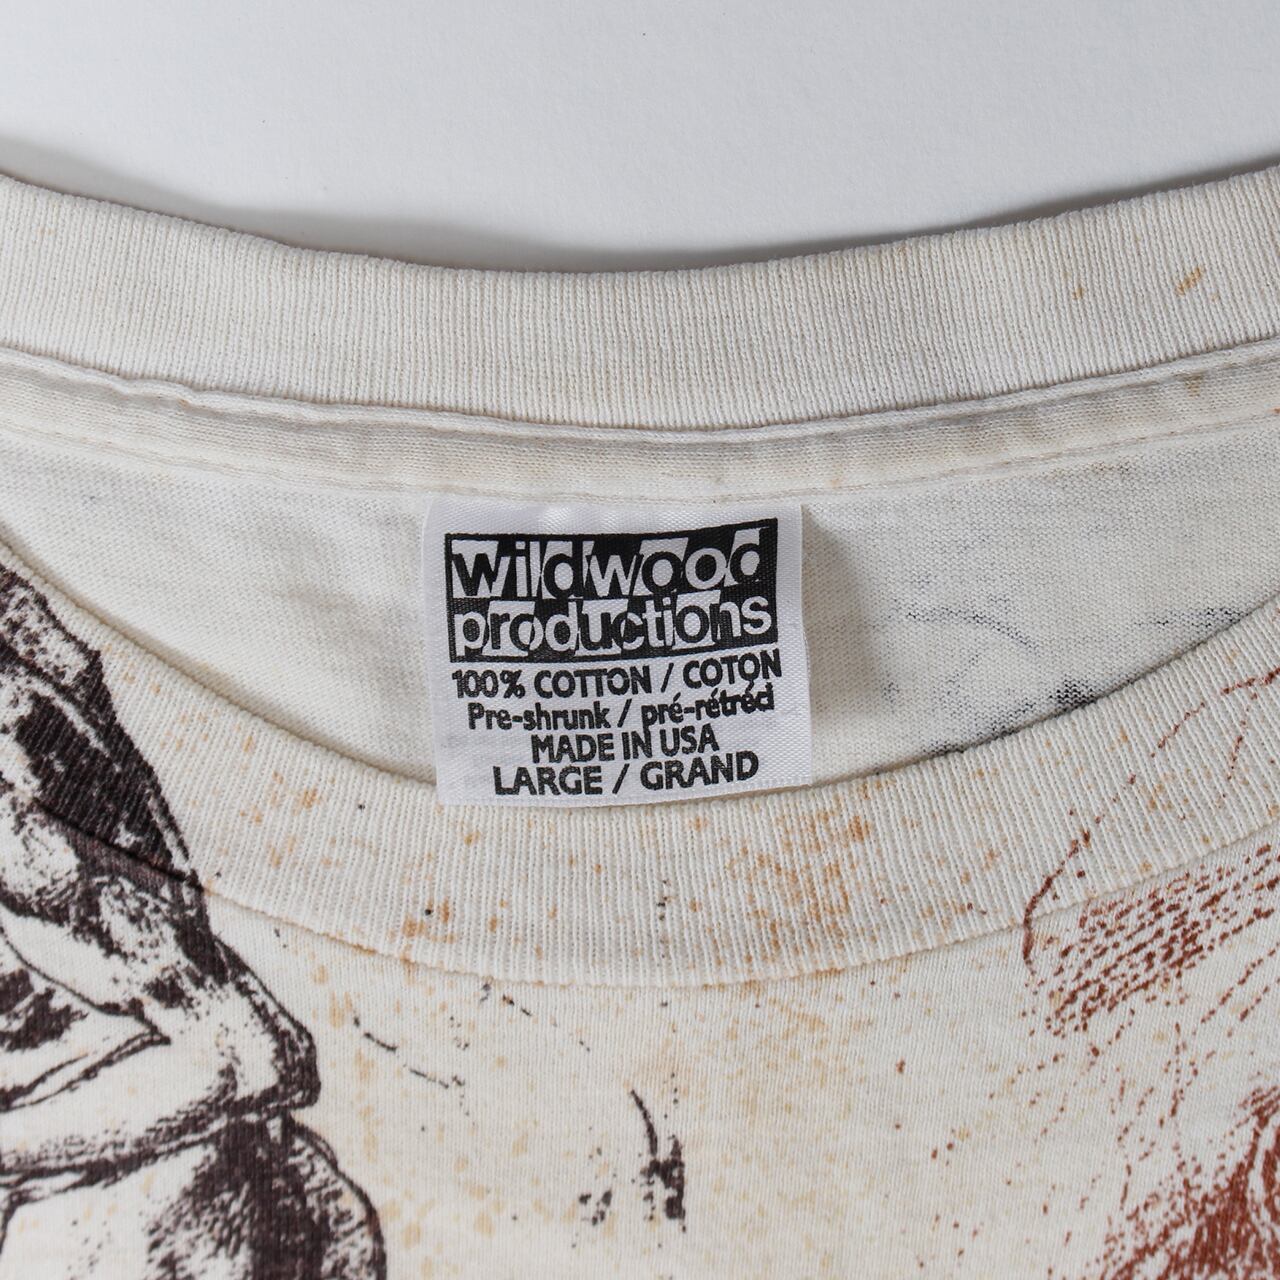 wildwood
productions
100% COTTON / COTON
Pre-shrunk / pré-rétréci
MADE IN USA
LARGE / GRAND